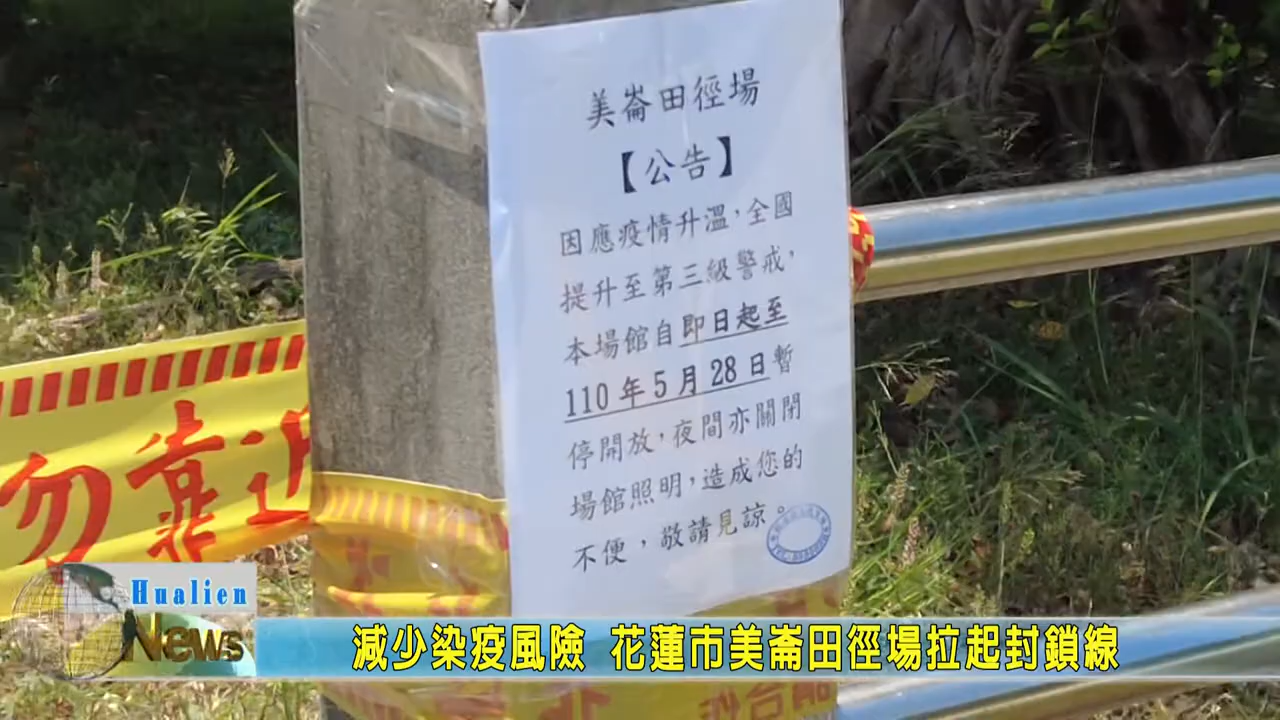 美崙田徑場
【公告】
因應疫情升溫,全國
提升至第三級警戒,
本場館自即日起至
110年5月28日暫
停開放,夜間亦關閉
場館照明,造成您的
不便,敬請見諒。
勿靠近
Hualien
News
減少染疫風險 花蓮市美崙田徑場拉起封鎖線